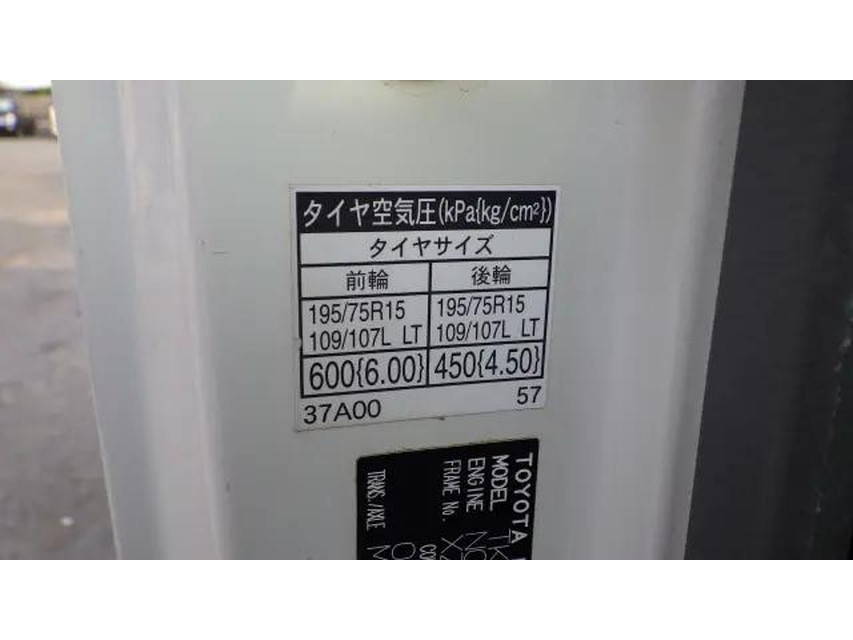 タイヤ空気圧(kPa{kg/cm²})
タイヤサイズ
前輪 後輪
195/75R15 195/75R15
109/107L LT 109/107L LT
600{6.00} 450{4.50}
37A00 57
TOYOTA
MODEL
ENGINE
FRAME No.
TRANS./AXLE